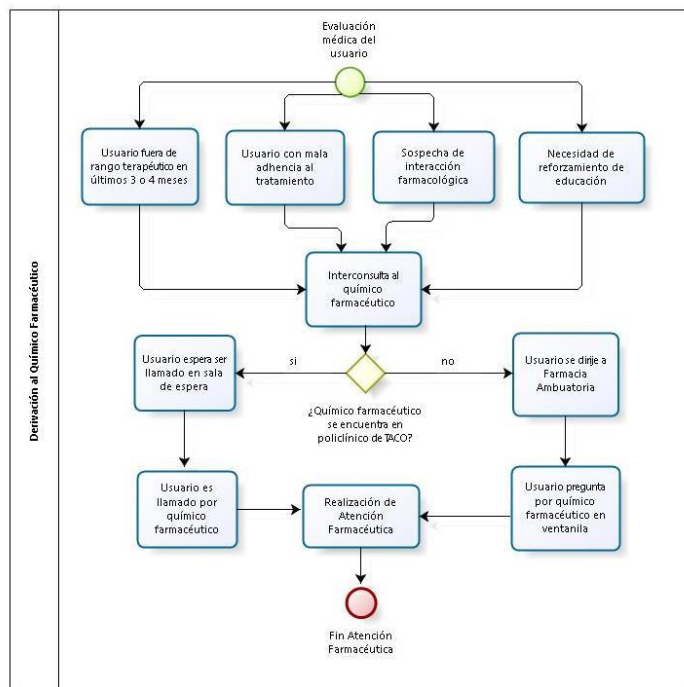 Evaluación
médica del
usuario
Usuario fuera de
rango terapéutico en
últimos 3 o 4 meses
Usuario con mala
adhencia al
tratamiento
Sospecha de
interacción
farmacológica
Necesidad de
reforzamiento de
educación
Interconsulta al
químico
farmacéutico
Derivación al Químico Farmacéutico
Usuario espera ser
llamado en sala
de espera
si
no
Usuario se dirije a
Farmacia
Ambuatoria
¿Químico farmacéutico
se encuentra en
policlínico de TACO?
Usuario es
llamado por
químico
farmacéutico
Realización de
Atención
Farmacéutica
Usuario pregunta
por químico
farmacéutico en
ventanila
Fin Atención
Farmacéutica